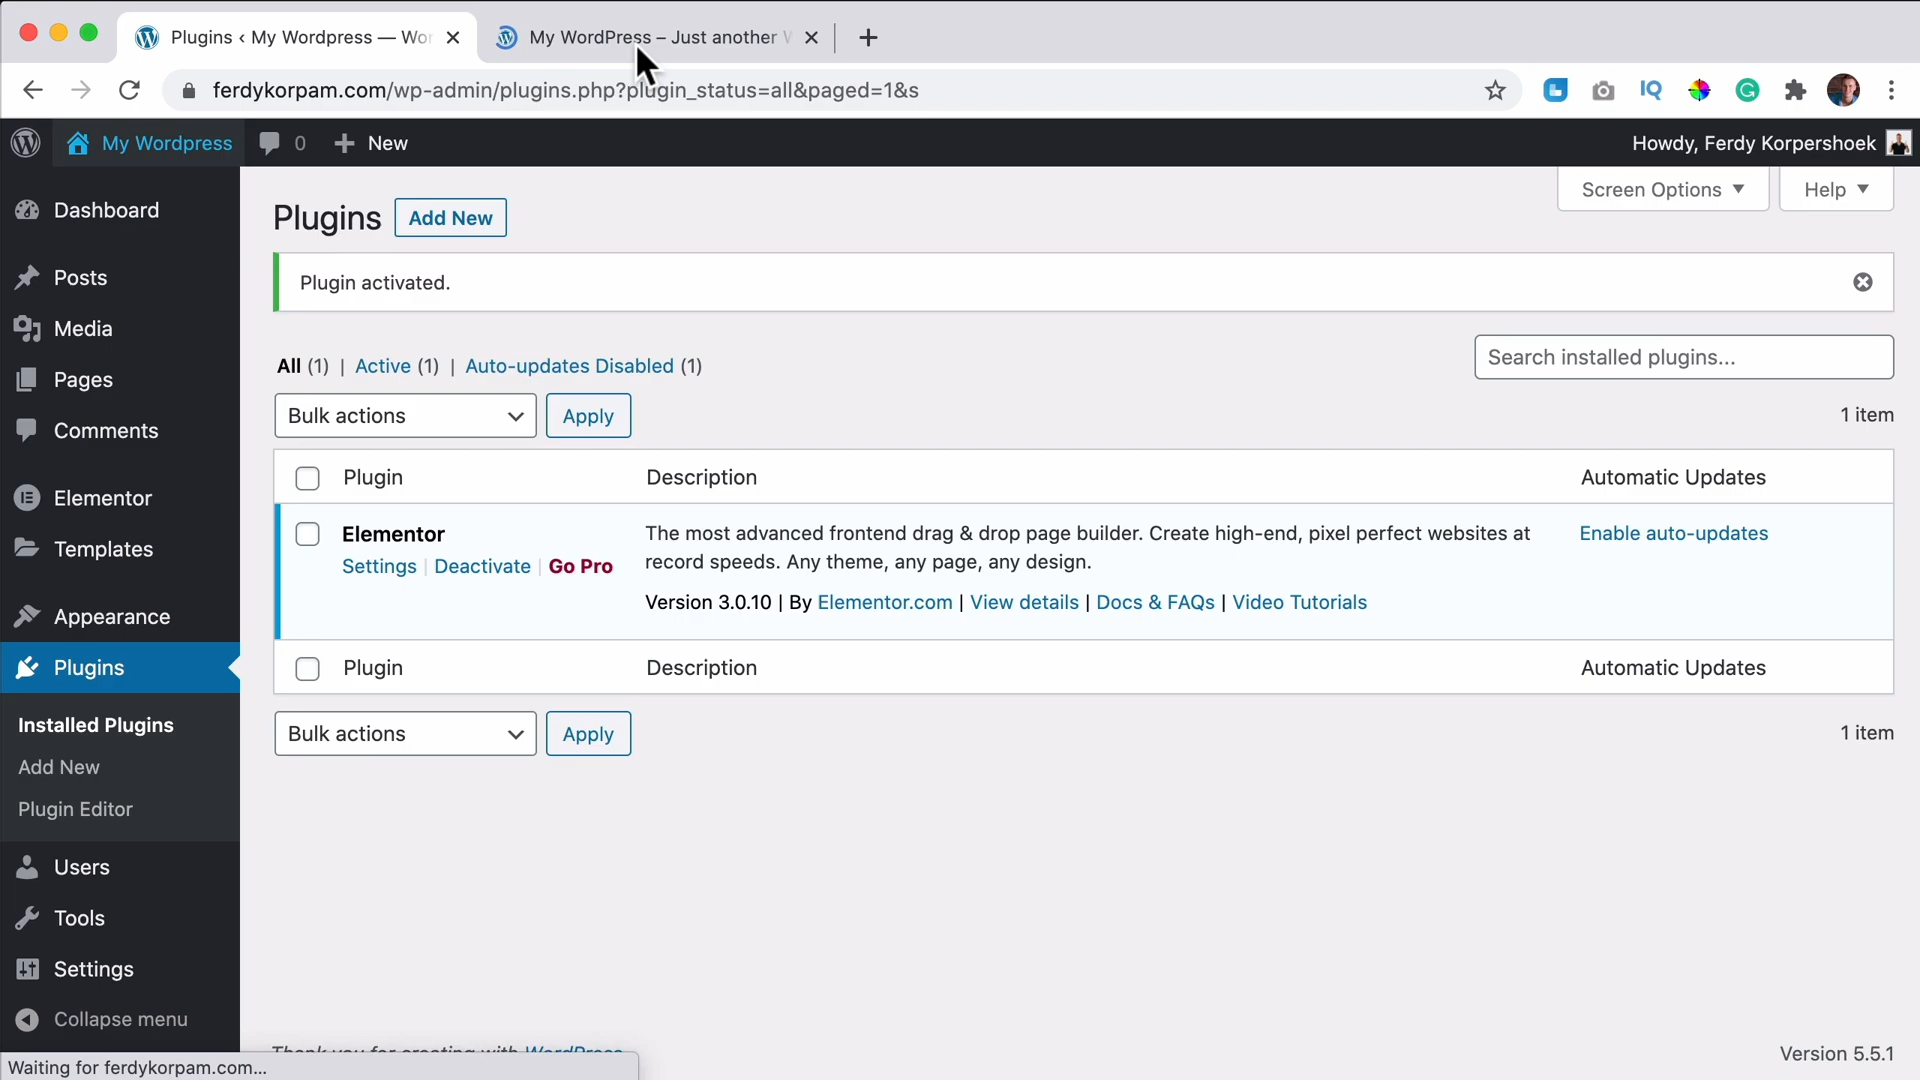 Plugins ‹ My Wordpress — Wor
My WordPress – Just another W
ferdykorpam.com/wp-admin/plugins.php?plugin_status=all&paged=1&s
My Wordpress
0
New
Howdy, Ferdy Korpershoek
Screen Options
Help
Dashboard
Posts
Media
Pages
Comments
Elementor
Templates
Appearance
Plugins
Installed Plugins
Add New
Plugin Editor
Users
Tools
Settings
Collapse menu
Plugins
Add New
Plugin activated.
All (1) | Active (1) | Auto-updates Disabled (1)
Search installed plugins...
Bulk actions
Apply
1 item
Plugin
Description
Automatic Updates
Elementor
Settings | Deactivate | Go Pro
The most advanced frontend drag & drop page builder. Create high-end, pixel perfect websites at
record speeds. Any theme, any page, any design.
Version 3.0.10 | By Elementor.com | View details | Docs & FAQs | Video Tutorials
Enable auto-updates
Plugin
Description
Automatic Updates
Bulk actions
Apply
1 item
Thank you for creating with WordPress
Version 5.5.1
Waiting for ferdykorpam.com...